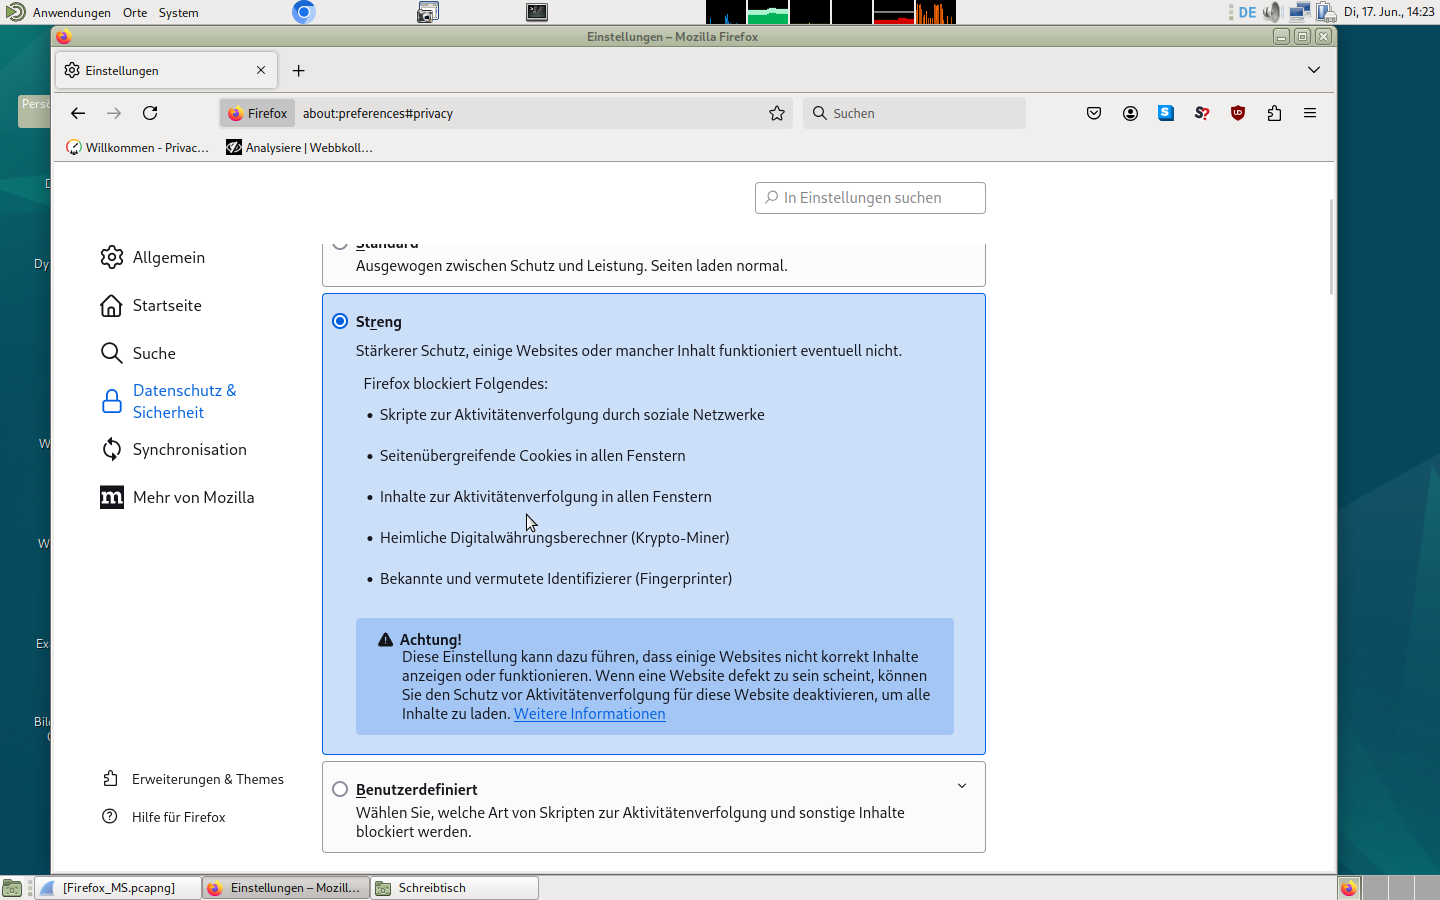 Anwendungen Orte System
DE Di, 17. Jun., 14:23
Einstellungen – Mozilla Firefox
Einstellungen
Firefox about:preferences#privacy
Suchen
Willkommen - Privac…
Analysiere | Webbkoll…
In Einstellungen suchen
Allgemein
Startseite
Suche
Datenschutz &
Sicherheit
Synchronisation
Mehr von Mozilla
Erweiterungen & Themes
Hilfe für Firefox
Standard
Ausgewogen zwischen Schutz und Leistung. Seiten laden normal.
Streng
Stärkerer Schutz, einige Websites oder mancher Inhalt funktioniert eventuell nicht.
Firefox blockiert Folgendes:
• Skripte zur Aktivitätenverfolgung durch soziale Netzwerke
• Seitenübergreifende Cookies in allen Fenstern
• Inhalte zur Aktivitätenverfolgung in allen Fenstern
• Heimliche Digitalwährungsberechner (Krypto-Miner)
• Bekannte und vermutete Identifizierer (Fingerprinter)
Achtung!
Diese Einstellung kann dazu führen, dass einige Websites nicht korrekt Inhalte
anzeigen oder funktionieren. Wenn eine Website defekt zu sein scheint, können
Sie den Schutz vor Aktivitätenverfolgung für diese Website deaktivieren, um alle
Inhalte zu laden. Weitere Informationen
Benutzerdefiniert
Wählen Sie, welche Art von Skripten zur Aktivitätenverfolgung und sonstige Inhalte
blockiert werden.
[Firefox_MS.pcapng]
Einstellungen – Mozill…
Schreibtisch